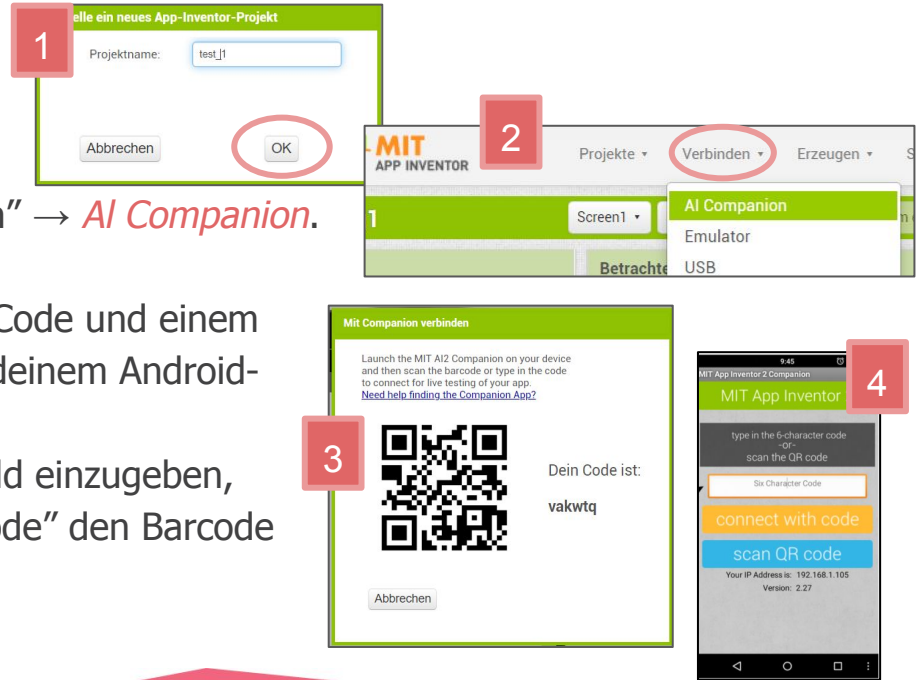 elle ein neues App-Inventor-Projekt
1
Projektname:
test_1
Abbrechen
OK
2
MIT
APP INVENTOR
Projekte
Verbinden
Erzeugen
S
1
Screen1
AI Companion
Emulator
USB
Betrachte
n” → AI Companion.
Code und einem
deinem Android-
ld einzugeben,
ode” den Barcode
3
Mit Companion verbinden
Launch the MIT AI2 Companion on your device
and then scan the barcode or type in the code
to connect for live testing of your app.
Need help finding the Companion App?
Dein Code ist:
vakwtq
Abbrechen
4
9:45
MIT App Inventor 2 Companion
MIT App Inventor
type in the 6-character code
-or-
scan the QR code
Six Character Code
connect with code
scan QR code
Your IP Address is: 192.168.1.105
Version: 2.27